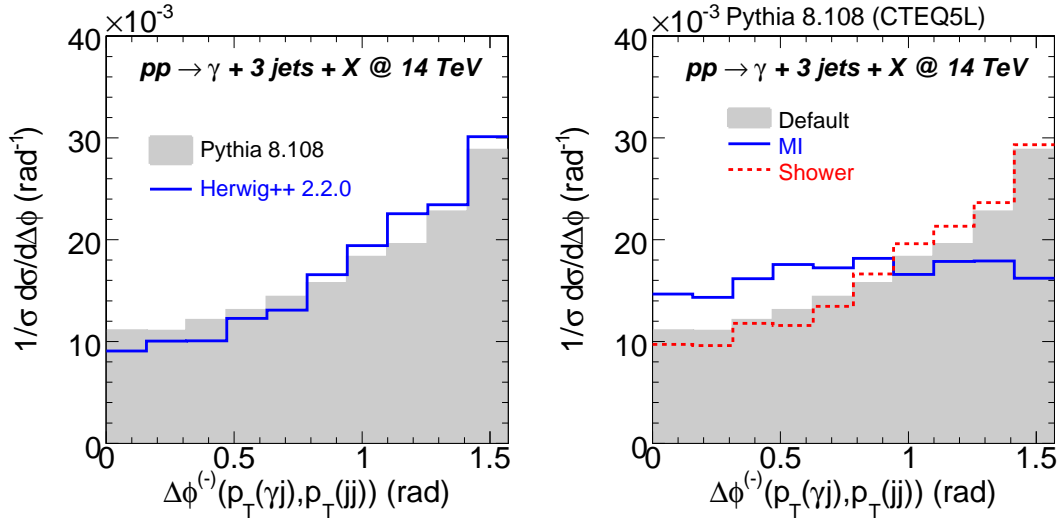 ×10⁻³
40
30
20
10
0
1/σ dσ/dΔϕ (rad⁻¹)
pp → γ + 3 jets + X @ 14 TeV
Pythia 8.108
Herwig++ 2.2.0
0 0.5 1 1.5
Δϕ⁽⁻⁾(p_T(γj),p_T(jj)) (rad)
×10⁻³ Pythia 8.108 (CTEQ5L)
40
30
20
10
0
1/σ dσ/dΔϕ (rad⁻¹)
pp → γ + 3 jets + X @ 14 TeV
Default
MI
Shower
0 0.5 1 1.5
Δϕ⁽⁻⁾(p_T(γj),p_T(jj)) (rad)